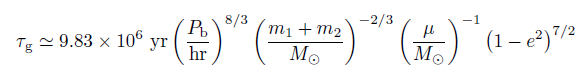 τ_g ≃ 9.83 × 10^6 yr (P_b/hr)^{8/3} ((m_1 + m_2)/M_⊙)^{-2/3} (μ/M_⊙)^{-1} (1 − e^2)^{7/2}